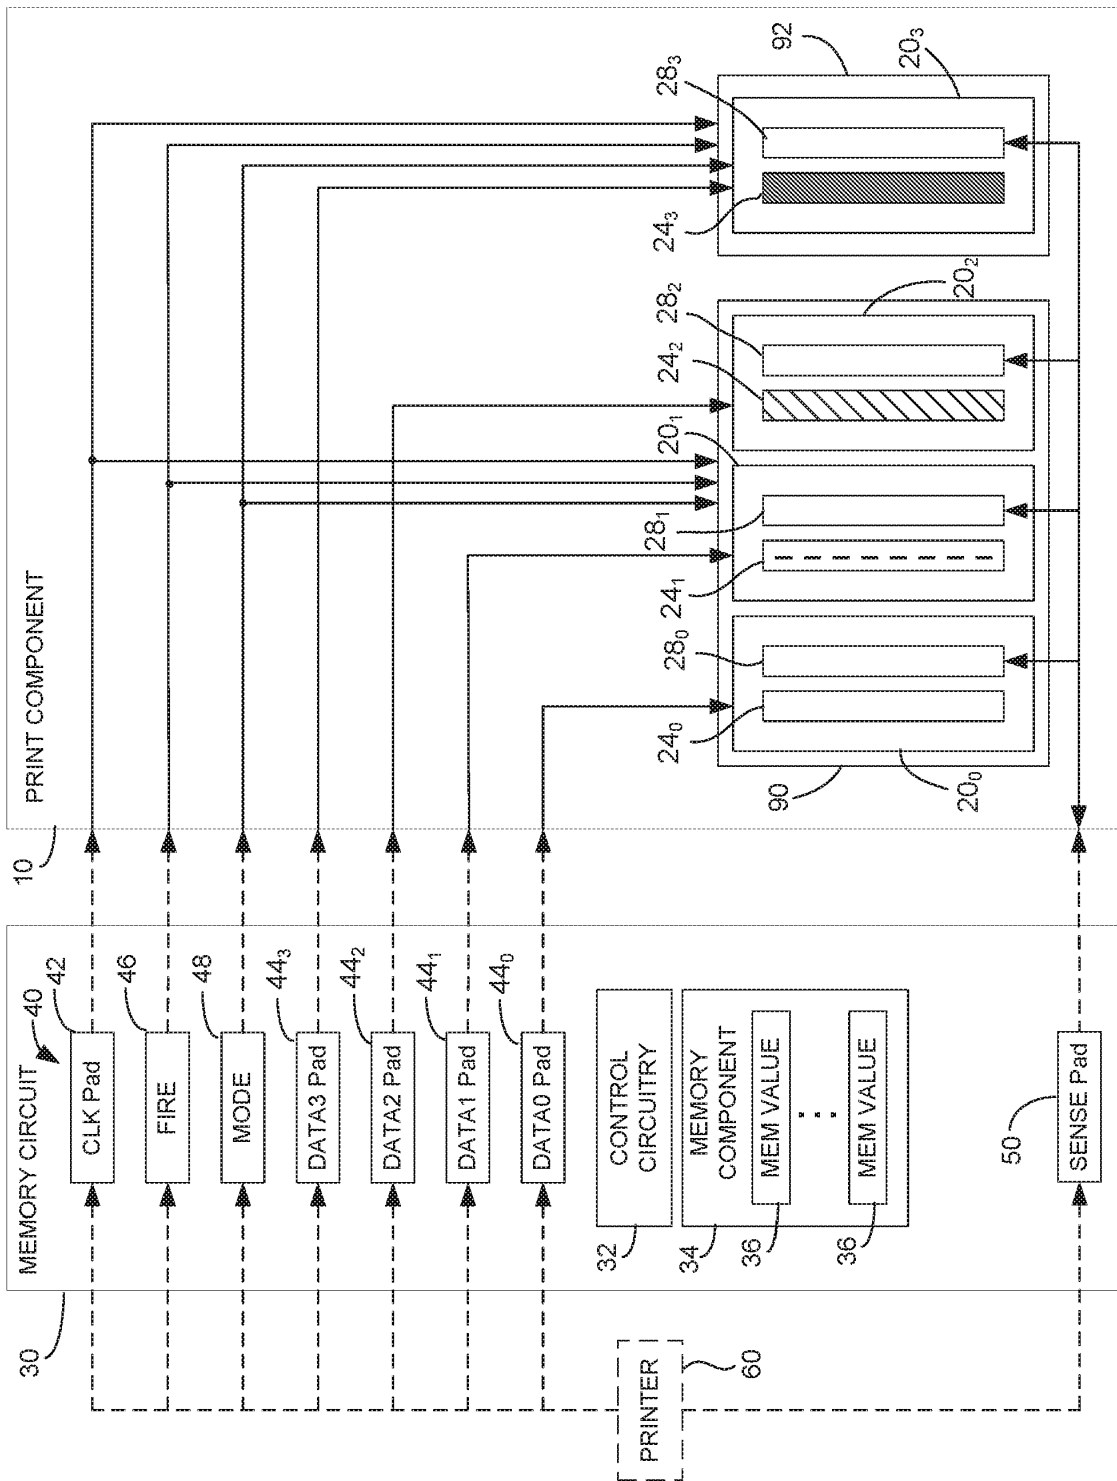 PRINT COMPONENT
10
MEMORY CIRCUIT
40
30
CLK Pad
42
FIRE
46
MODE
48
DATA3 Pad
44₃
DATA2 Pad
44₂
DATA1 Pad
44₁
DATA0 Pad
44₀
CONTROL
CIRCUITRY
32
MEMORY
COMPONENT
34
MEM VALUE
36
MEM VALUE
36
PRINTER
60
SENSE Pad
50
90
20₀
24₀
28₀
24₁
28₁
20₁
24₂
28₂
20₂
24₃
28₃
20₃
92